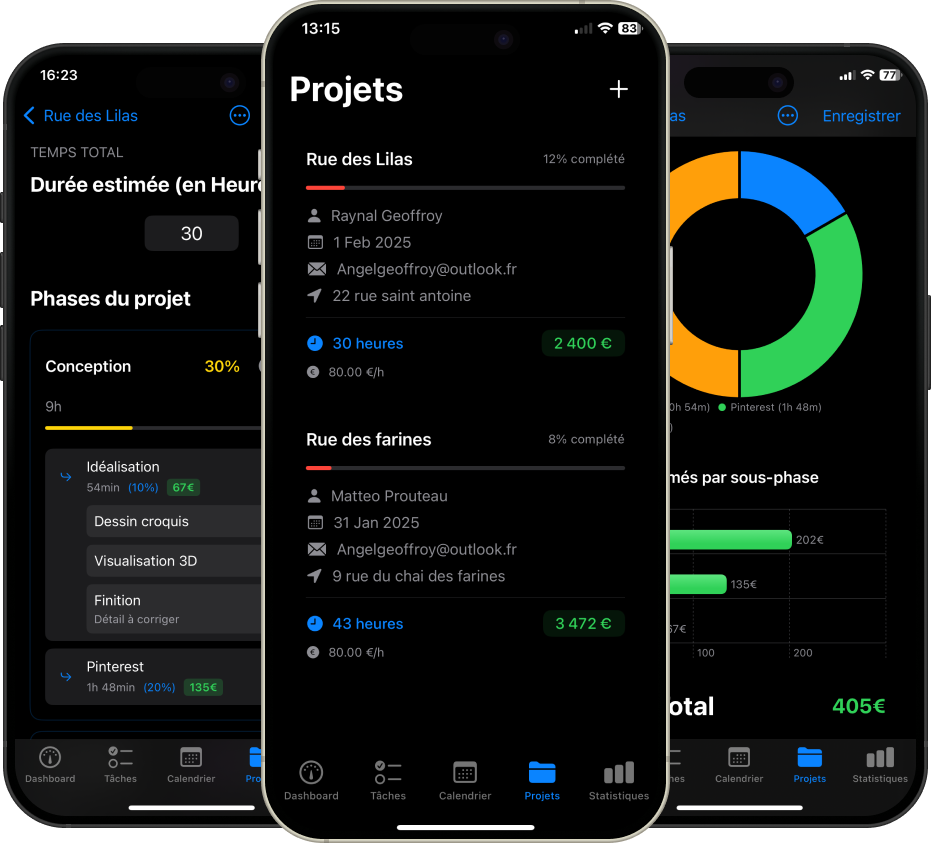 16:23
Rue des Lilas
TEMPS TOTAL
Durée estimée (en Heure
30
Phases du projet
Conception 30%
9h
Idéalisation
54min (10%) 67€
Dessin croquis
Visualisation 3D
Finition
Détail à corriger
Pinterest
1h 48min (20%) 135€
Dashboard Tâches Calendrier Pro
13:15 83
Projets +
Rue des Lilas 12% complété
Raynal Geoffroy
1 Feb 2025
Angelgeoffroy@outlook.fr
22 rue saint antoine
30 heures 2 400 €
€ 80.00 €/h
Rue des farines 8% complété
Matteo Prouteau
31 Jan 2025
Angelgeoffroy@outlook.fr
9 rue du chai des farines
43 heures 3 472 €
€ 80.00 €/h
Dashboard Tâches Calendrier Projets Statistiques
77
as Enregistrer
0h 54m) Pinterest (1h 48m)
)
més par sous-phase
202€
135€
67€
100 200
otal 405€
nes Calendrier Projets Statistiques